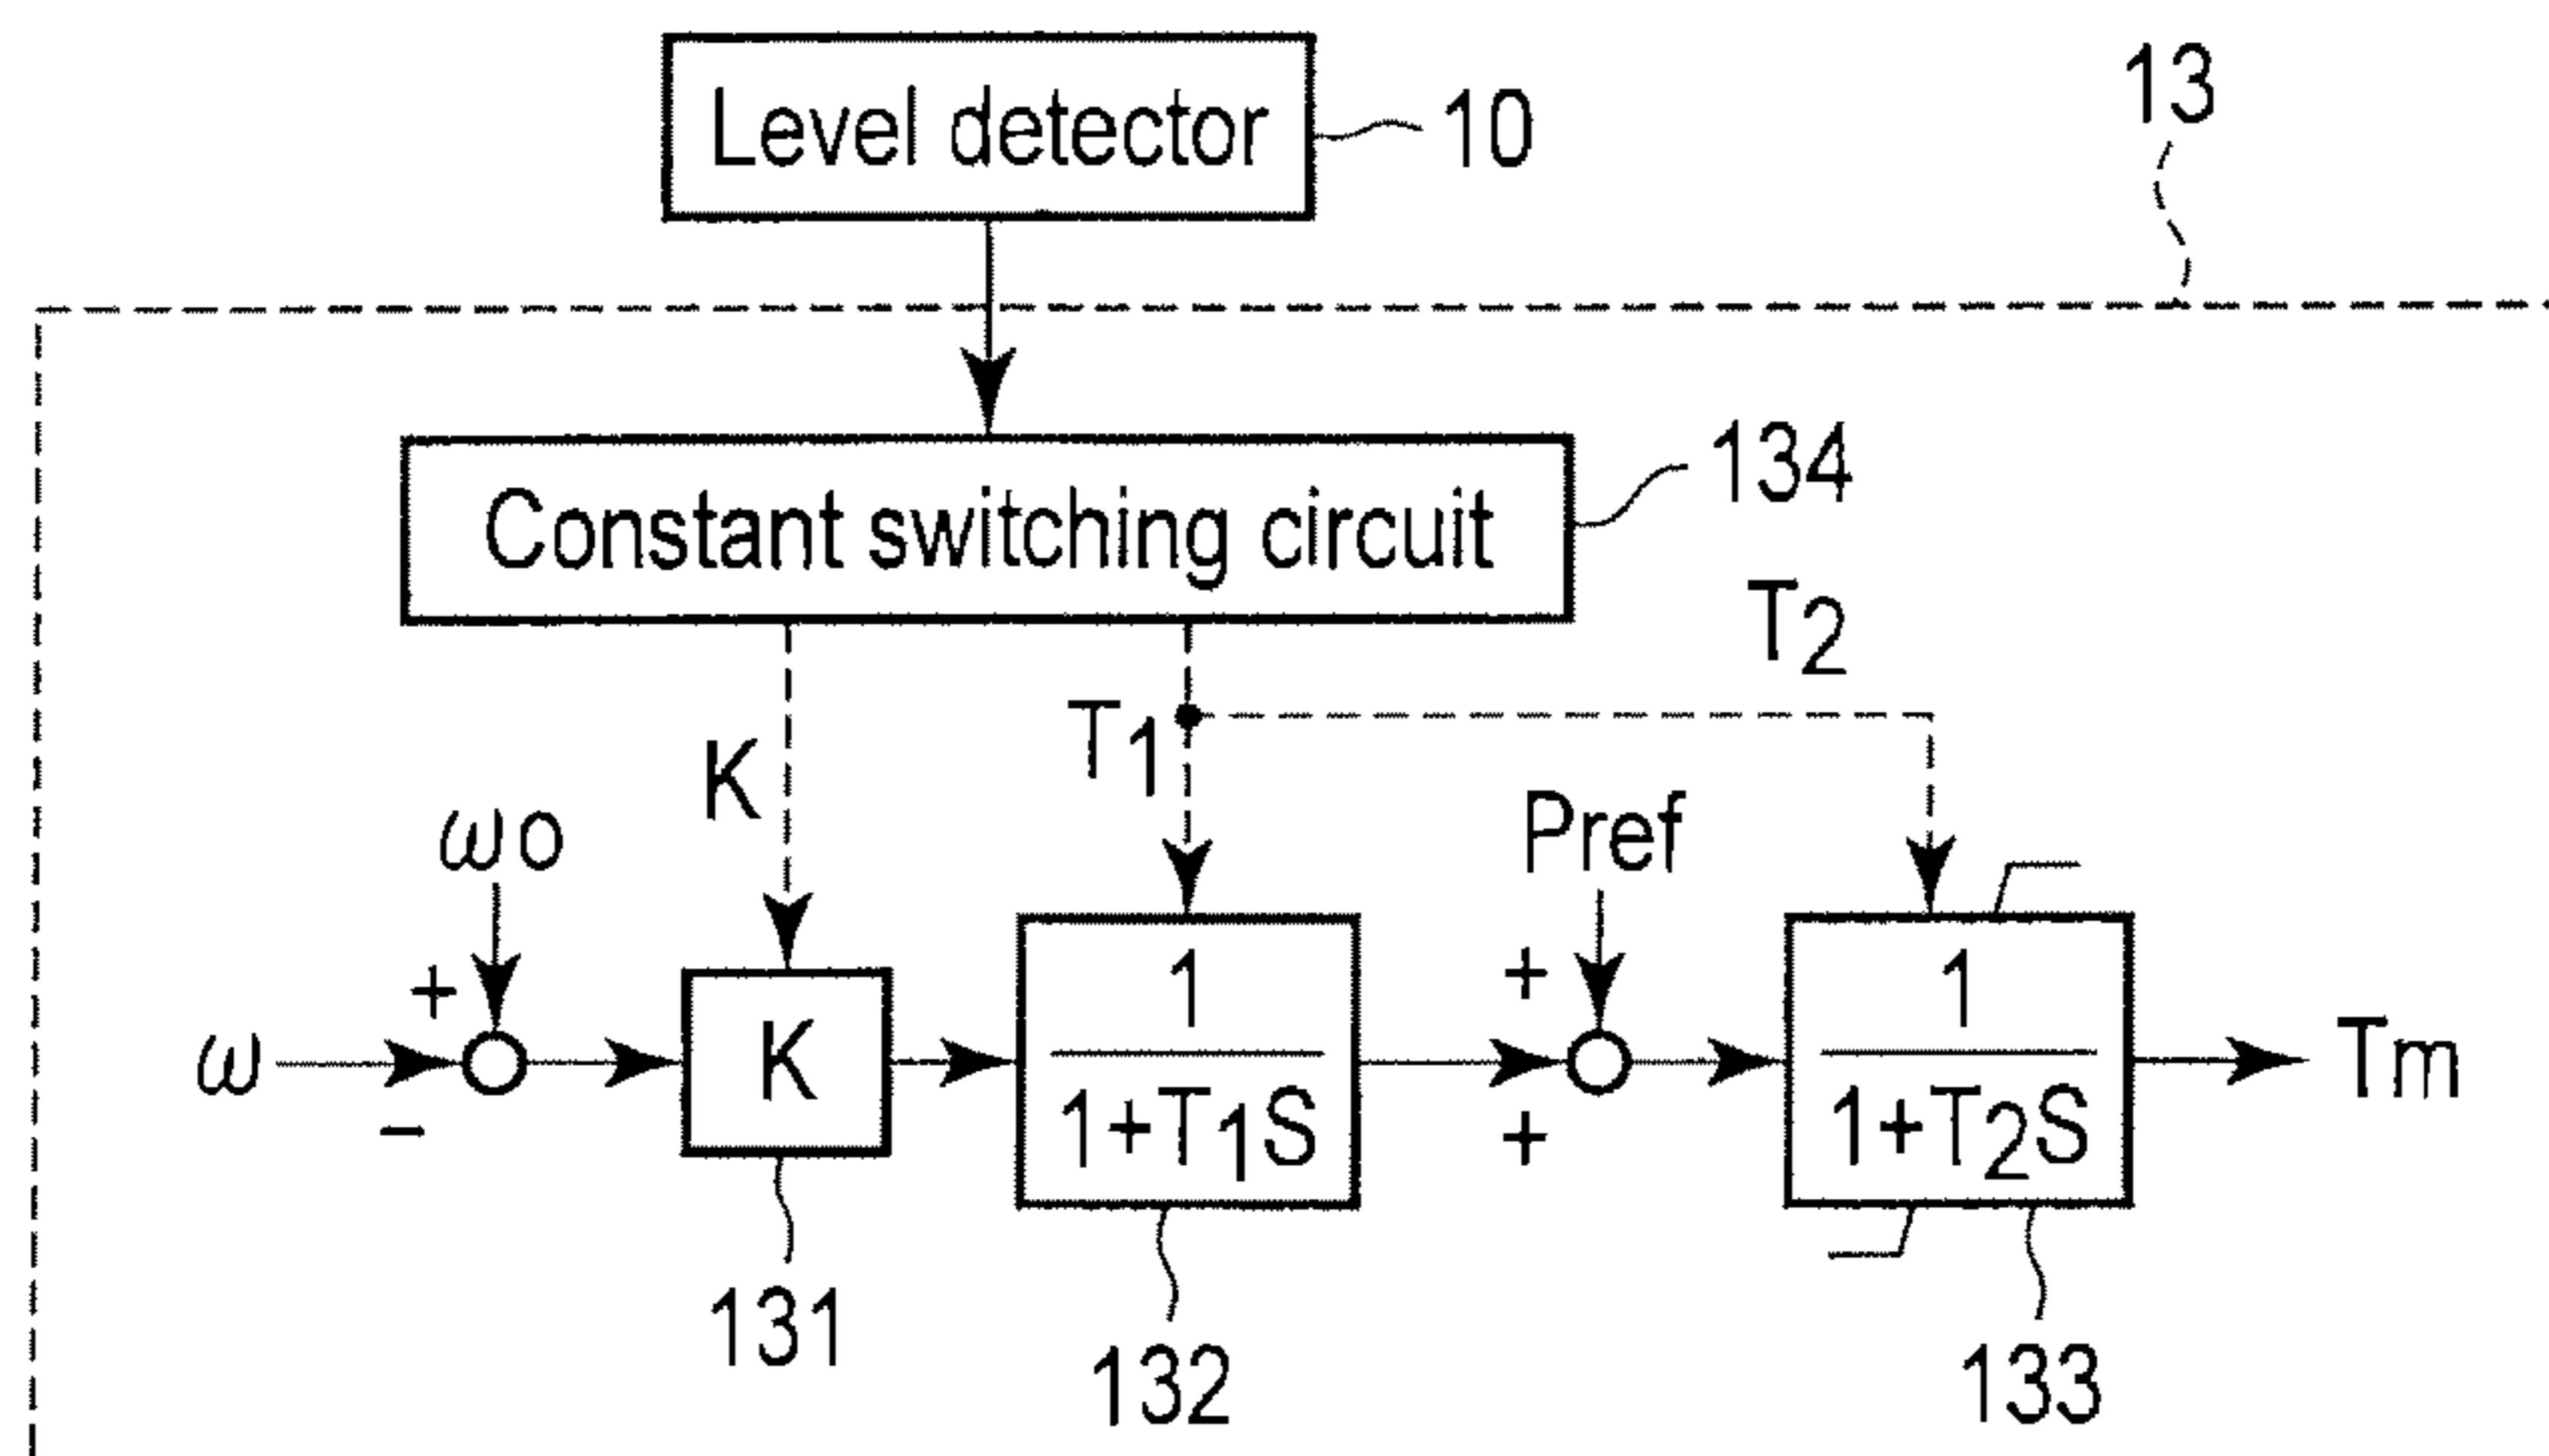 Level detector
10
13
Constant switching circuit
134
T2
T1
K
ωo
Pref
+
+
ω
K
1
1+T1S
1
1+T2S
Tm
-
+
131
132
133